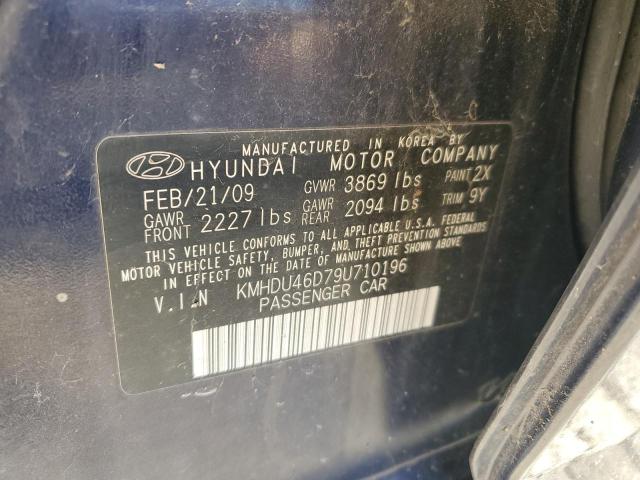 MANUFACTURED IN KOREA BY
HYUNDAI MOTOR COMPANY
FEB/21/09 GVWR 3869 lbs PAINT 2X
GAWR FRONT 2227 lbs GAWR REAR 2094 lbs TRIM 9Y
THIS VEHICLE CONFORMS TO ALL APPLICABLE U.S.A. FEDERAL
MOTOR VEHICLE SAFETY, BUMPER, AND THEFT PREVENTION STANDARDS
IN EFFECT ON THE DATE OF MANUFACTURE SHOWN ABOVE.
V.I.N KMHDU46D79U710196
PASSENGER CAR